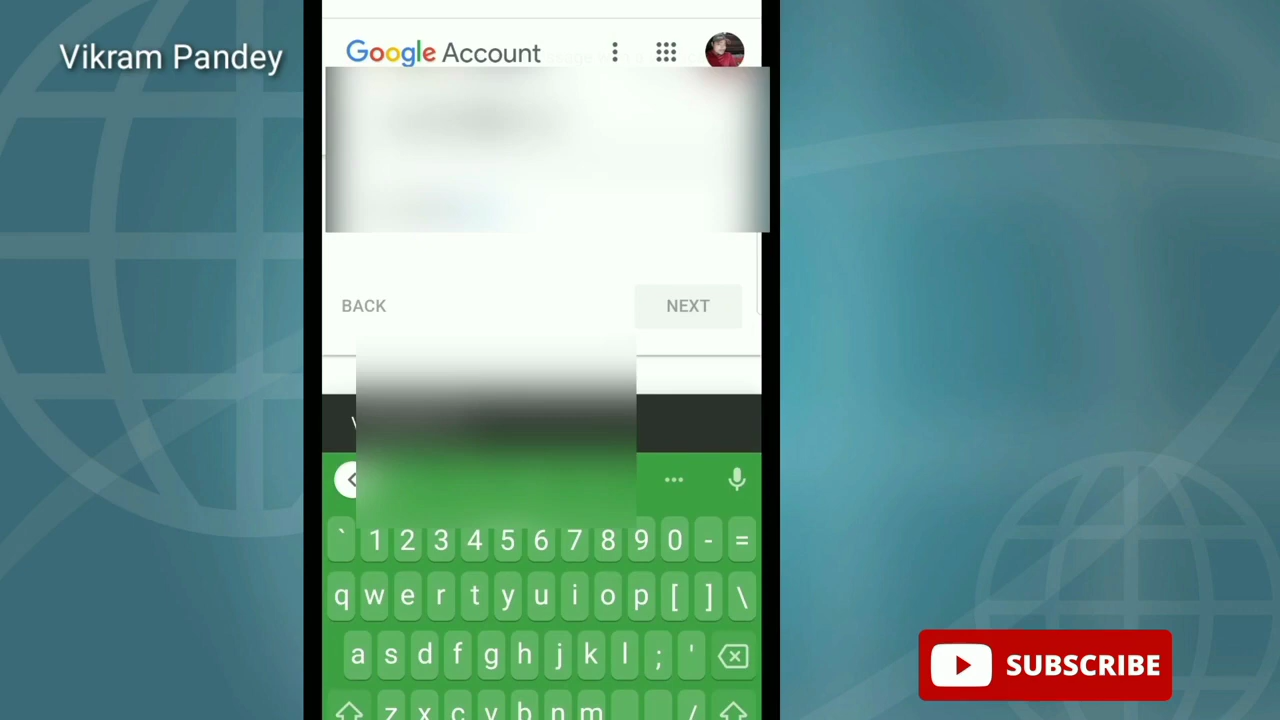 Vikram Pandey
Google Account
BACK
NEXT
` 1 2 3 4 5 6 7 8 9 0 - =
q w e r t y u i o p [ ] \
a s d f g h j k l ; '
z x c v b n m /
SUBSCRIBE